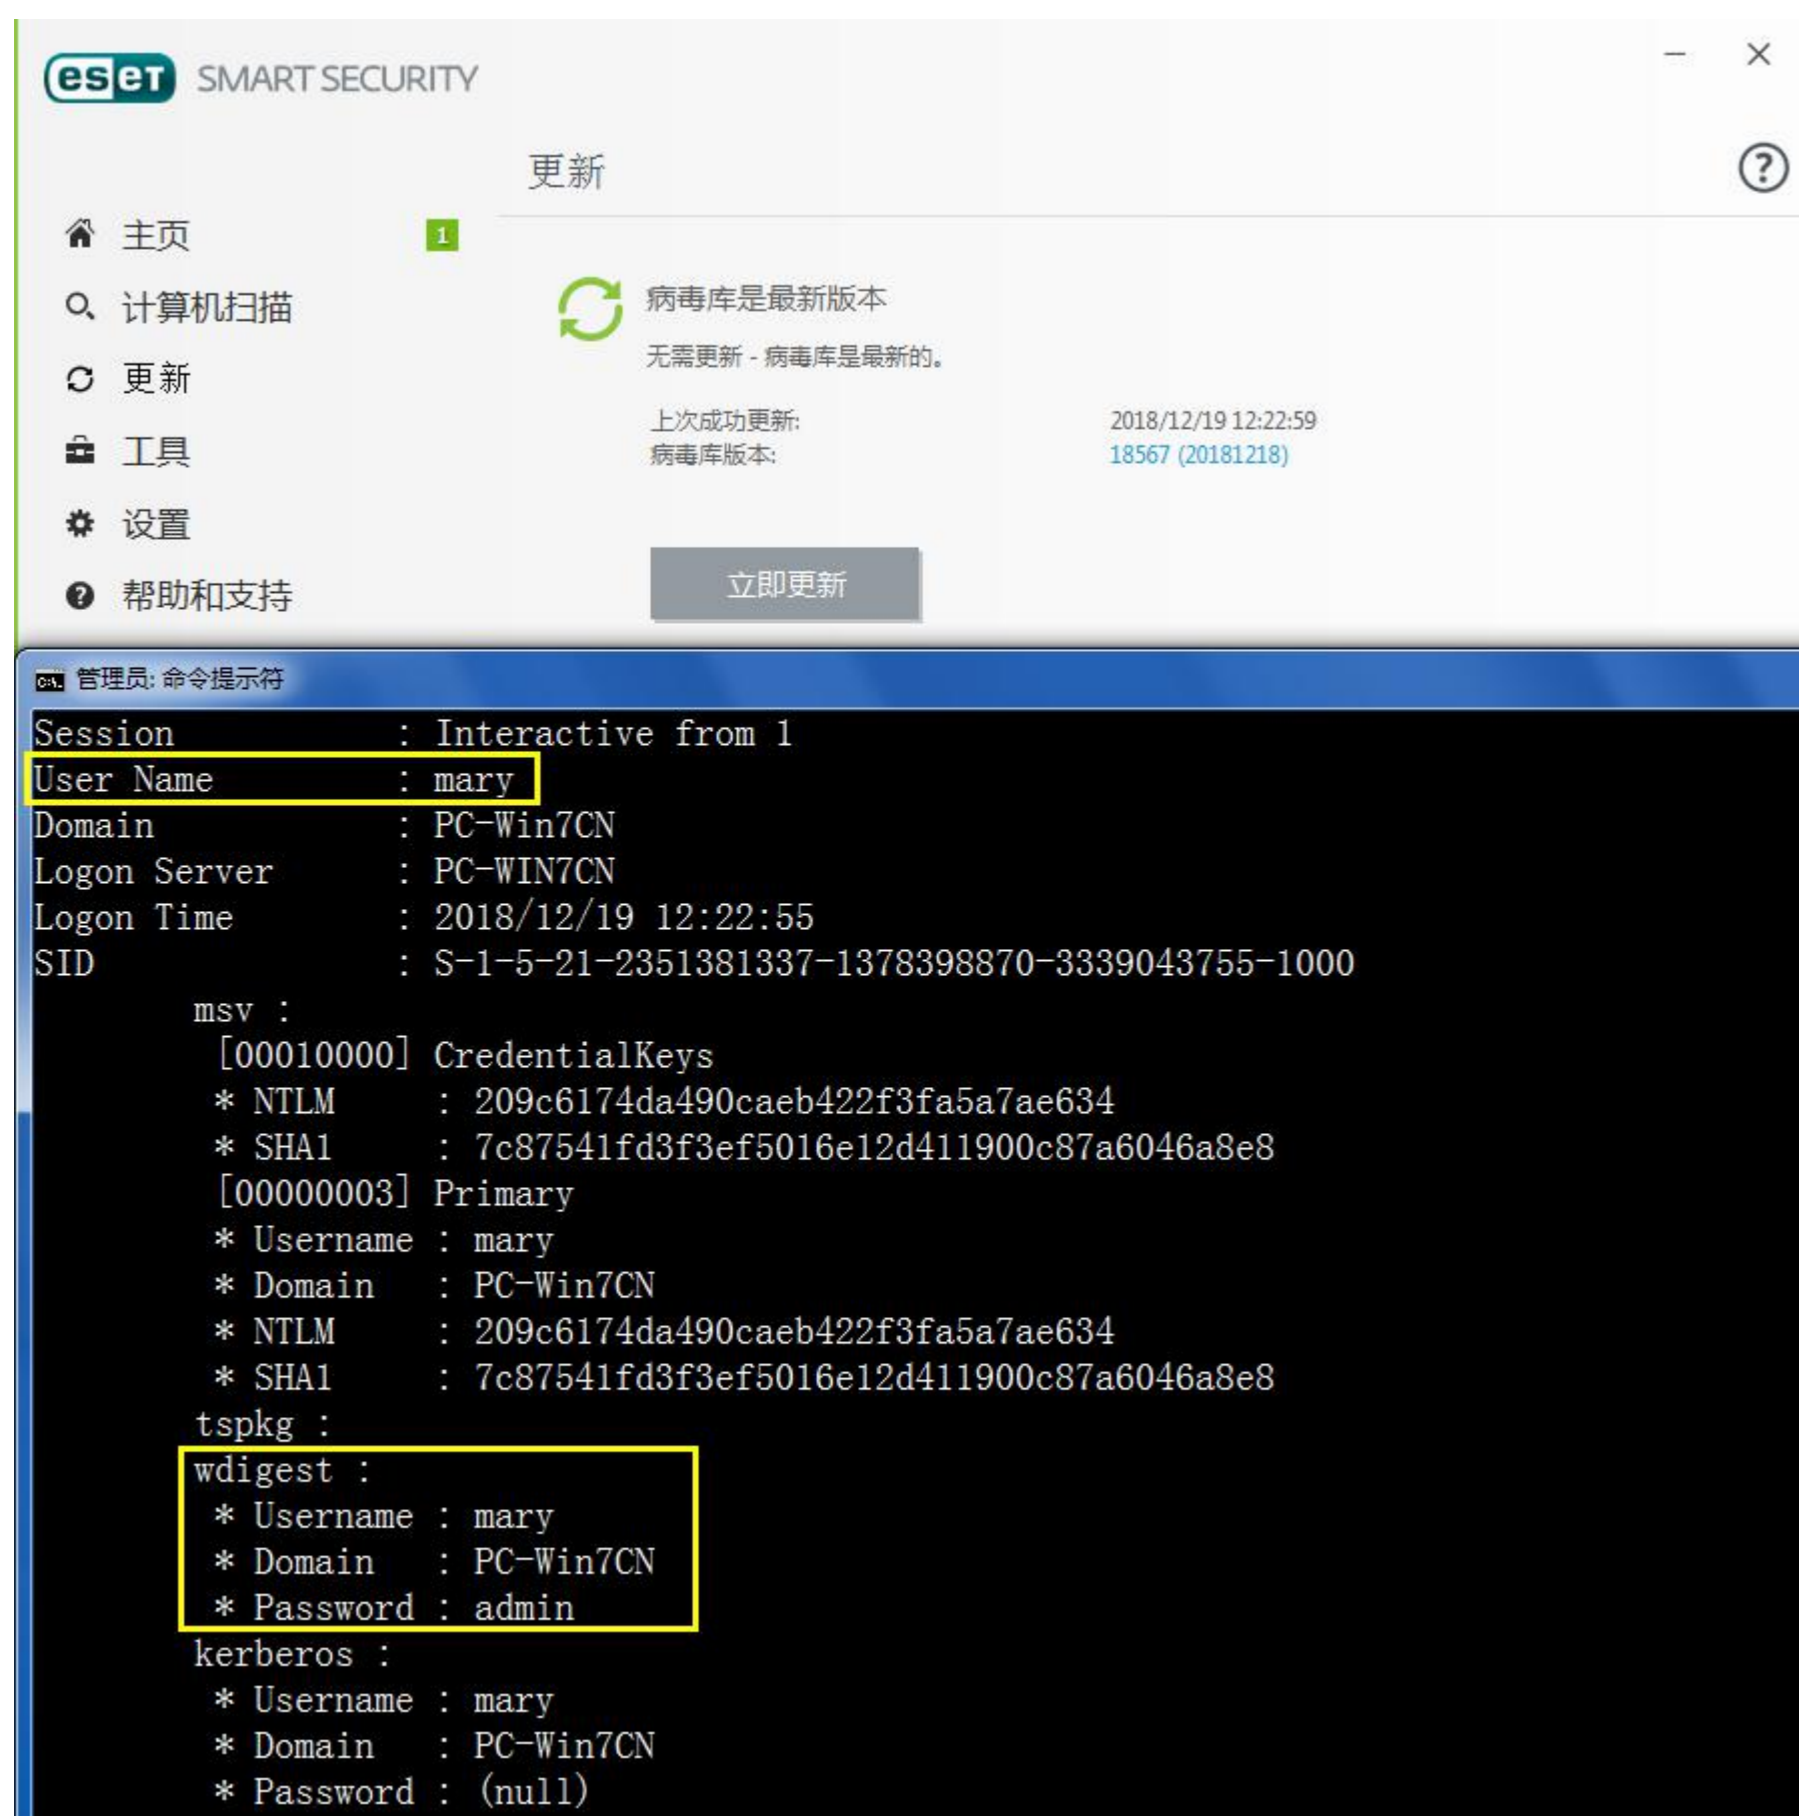 eset SMART SECURITY
更新
主页 1
计算机扫描
更新
工具
设置
帮助和支持
病毒库是最新版本
无需更新 - 病毒库是最新的。
上次成功更新: 2018/12/19 12:22:59
病毒库版本: 18567 (20181218)
立即更新
管理员: 命令提示符
Session : Interactive from 1
User Name : mary
Domain : PC-Win7CN
Logon Server : PC-WIN7CN
Logon Time : 2018/12/19 12:22:55
SID : S-1-5-21-2351381337-1378398870-3339043755-1000
msv :
[00010000] CredentialKeys
* NTLM : 209c6174da490caeb422f3fa5a7ae634
* SHA1 : 7c87541fd3f3ef5016e12d411900c87a6046a8e8
[00000003] Primary
* Username : mary
* Domain : PC-Win7CN
* NTLM : 209c6174da490caeb422f3fa5a7ae634
* SHA1 : 7c87541fd3f3ef5016e12d411900c87a6046a8e8
tspkg :
wdigest :
* Username : mary
* Domain : PC-Win7CN
* Password : admin
kerberos :
* Username : mary
* Domain : PC-Win7CN
* Password : (null)